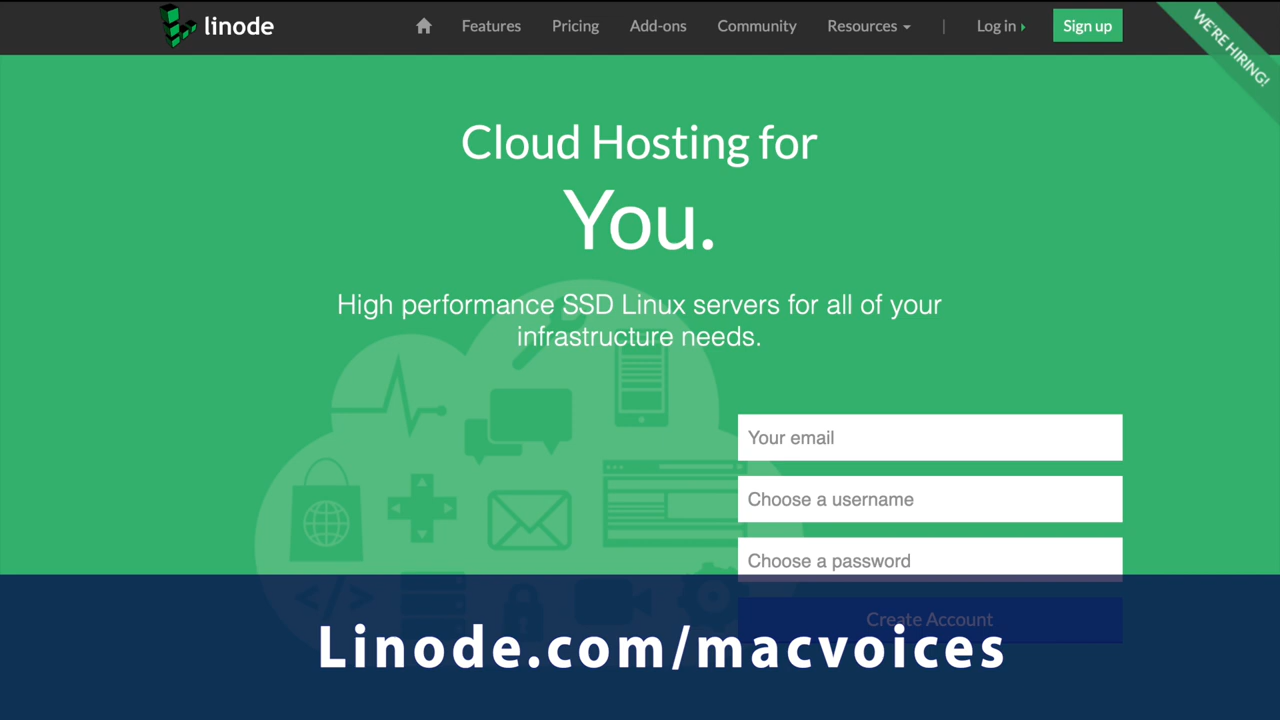 linode
Features Pricing Add-ons Community Resources | Log in Sign up
WE'RE HIRING!
Cloud Hosting for
You.
High performance SSD Linux servers for all of your
infrastructure needs.
Your email
Choose a username
Choose a password
Create Account
Linode.com/macvoices